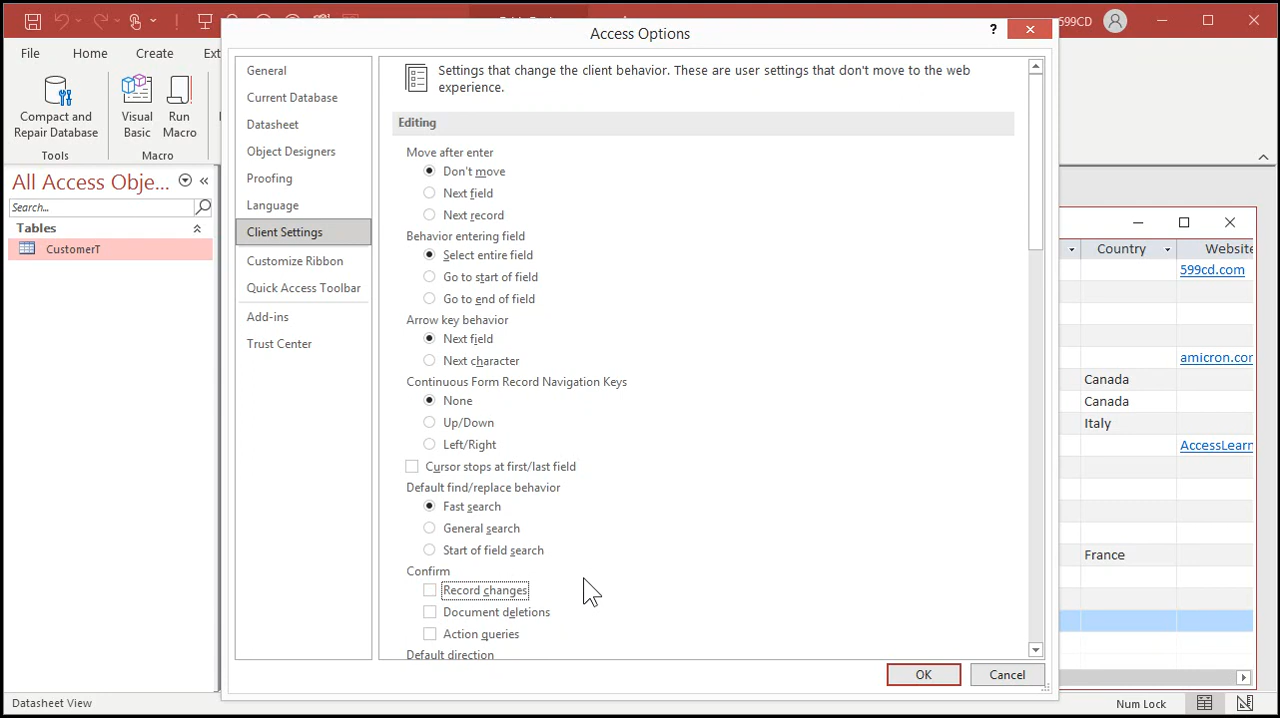 599CD
Access Options
?
File
Home
Create
Ext
Compact and
Repair Database
Visual
Basic
Run
Macro
Tools
Macro
All Access Obje...
Search...
Tables
CustomerT
General
Current Database
Datasheet
Object Designers
Proofing
Language
Client Settings
Customize Ribbon
Quick Access Toolbar
Add-ins
Trust Center
Settings that change the client behavior. These are user settings that don't move to the web
experience.
Editing
Move after enter
Don't move
Next field
Next record
Behavior entering field
Select entire field
Go to start of field
Go to end of field
Arrow key behavior
Next field
Next character
Continuous Form Record Navigation Keys
None
Up/Down
Left/Right
Cursor stops at first/last field
Default find/replace behavior
Fast search
General search
Start of field search
Confirm
Record changes
Document deletions
Action queries
Default direction
OK
Cancel
Country
Website
599cd.com
amicron.cor
Canada
Canada
Italy
AccessLearn
France
Datasheet View
Num Lock